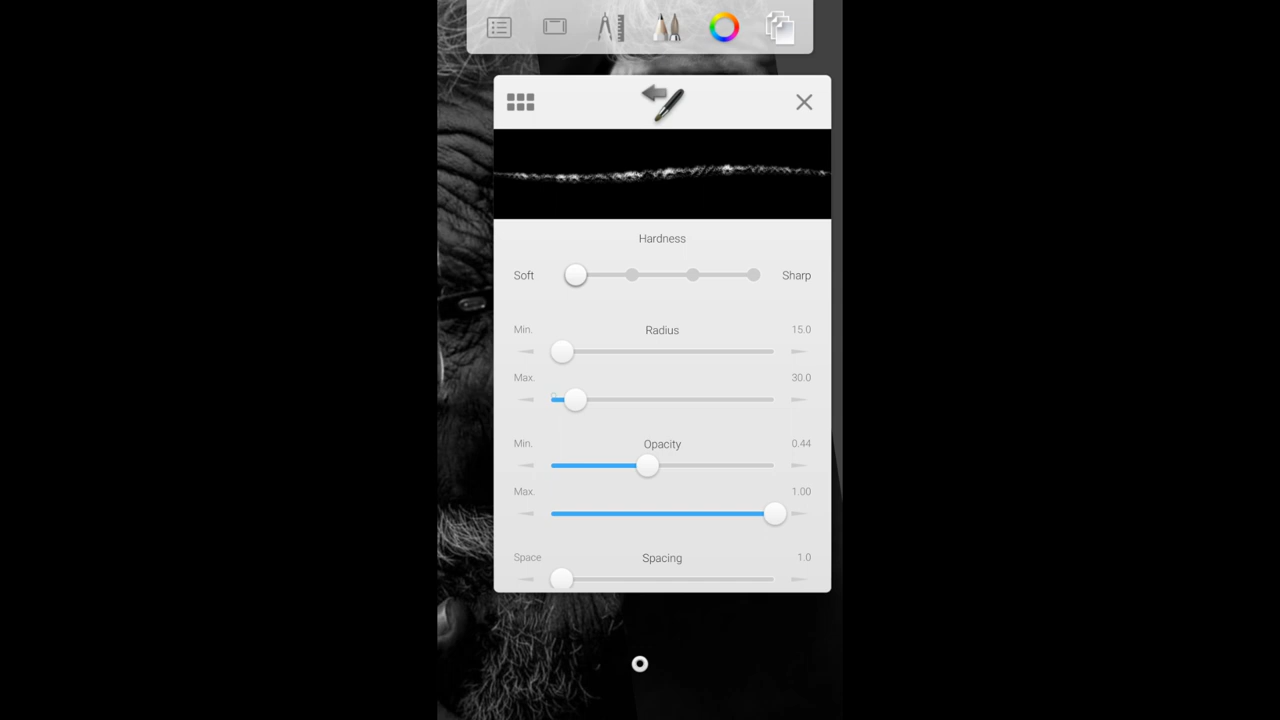 Hardness
Soft Sharp
Min. Radius 15.0
Max. 30.0
Min. Opacity 0.44
Max. 1.00
Space Spacing 1.0